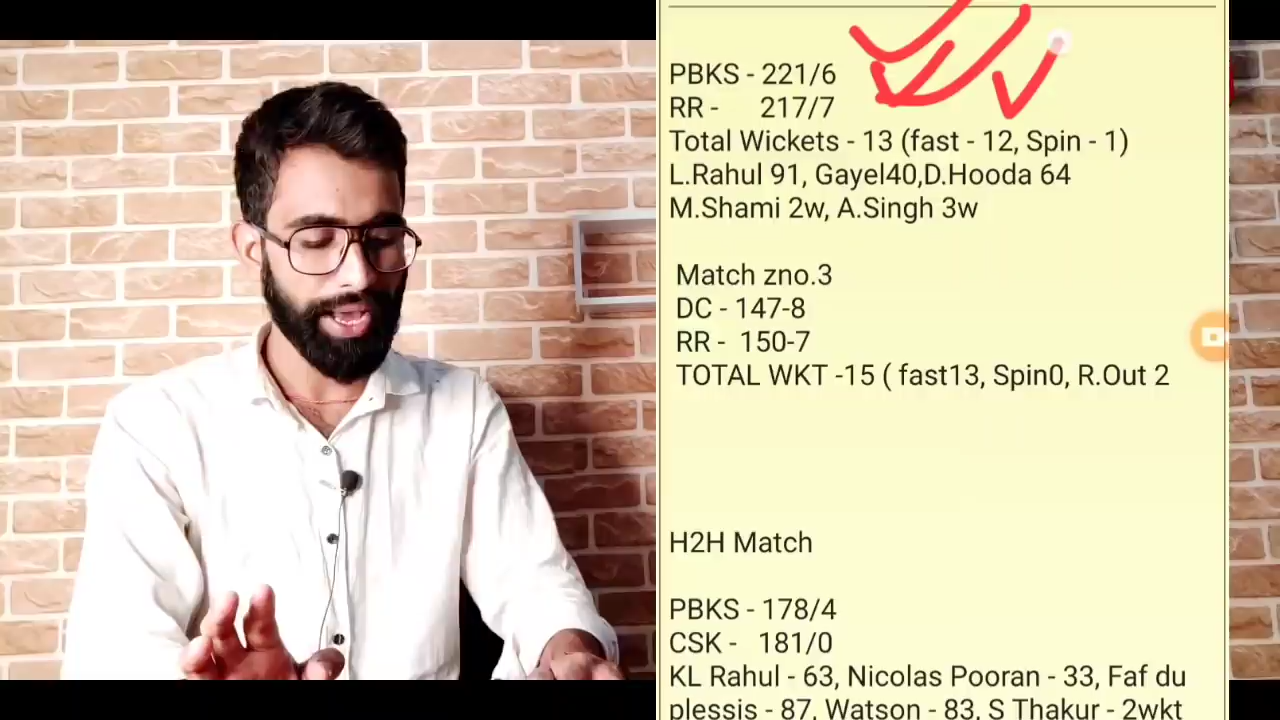 PBKS - 221/6
RR - 217/7
Total Wickets - 13 (fast - 12, Spin - 1)
L.Rahul 91, Gayel40,D.Hooda 64
M.Shami 2w, A.Singh 3w
Match zno.3
DC - 147-8
RR - 150-7
TOTAL WKT -15 ( fast13, Spin0, R.Out 2
H2H Match
PBKS - 178/4
CSK - 181/0
KL Rahul - 63, Nicolas Pooran - 33, Faf du
plessis - 87, Watson - 83, S Thakur - 2wkt